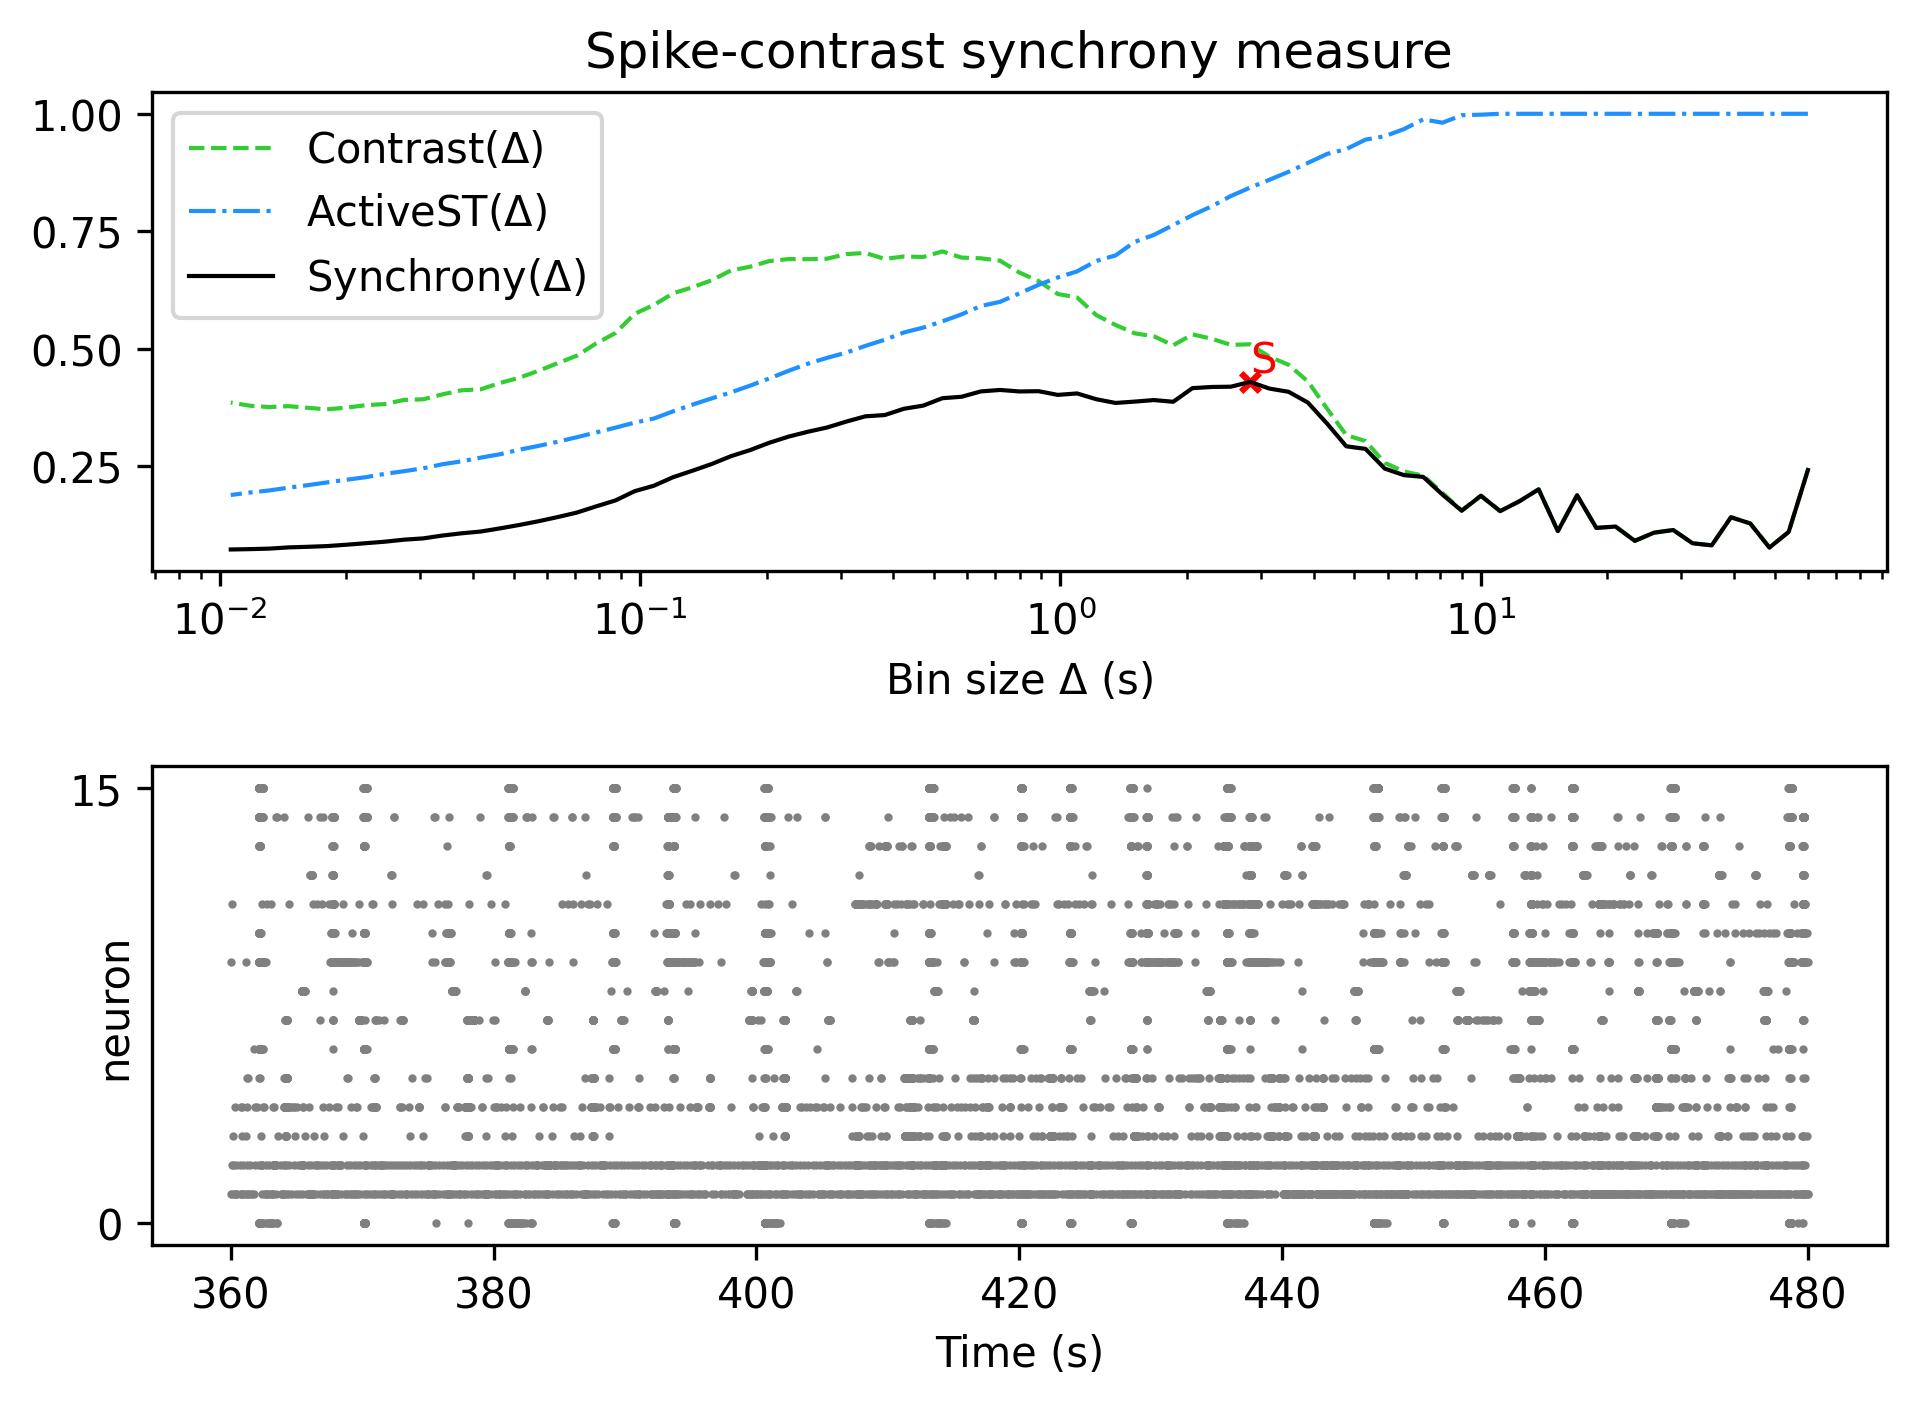 Spike-contrast synchrony measure
1.00
0.75
0.50
0.25
Contrast(Δ)
ActiveST(Δ)
Synchrony(Δ)
S
10⁻² 10⁻¹ 10⁰ 10¹
Bin size Δ (s)
15
0
neuron
360 380 400 420 440 460 480
Time (s)